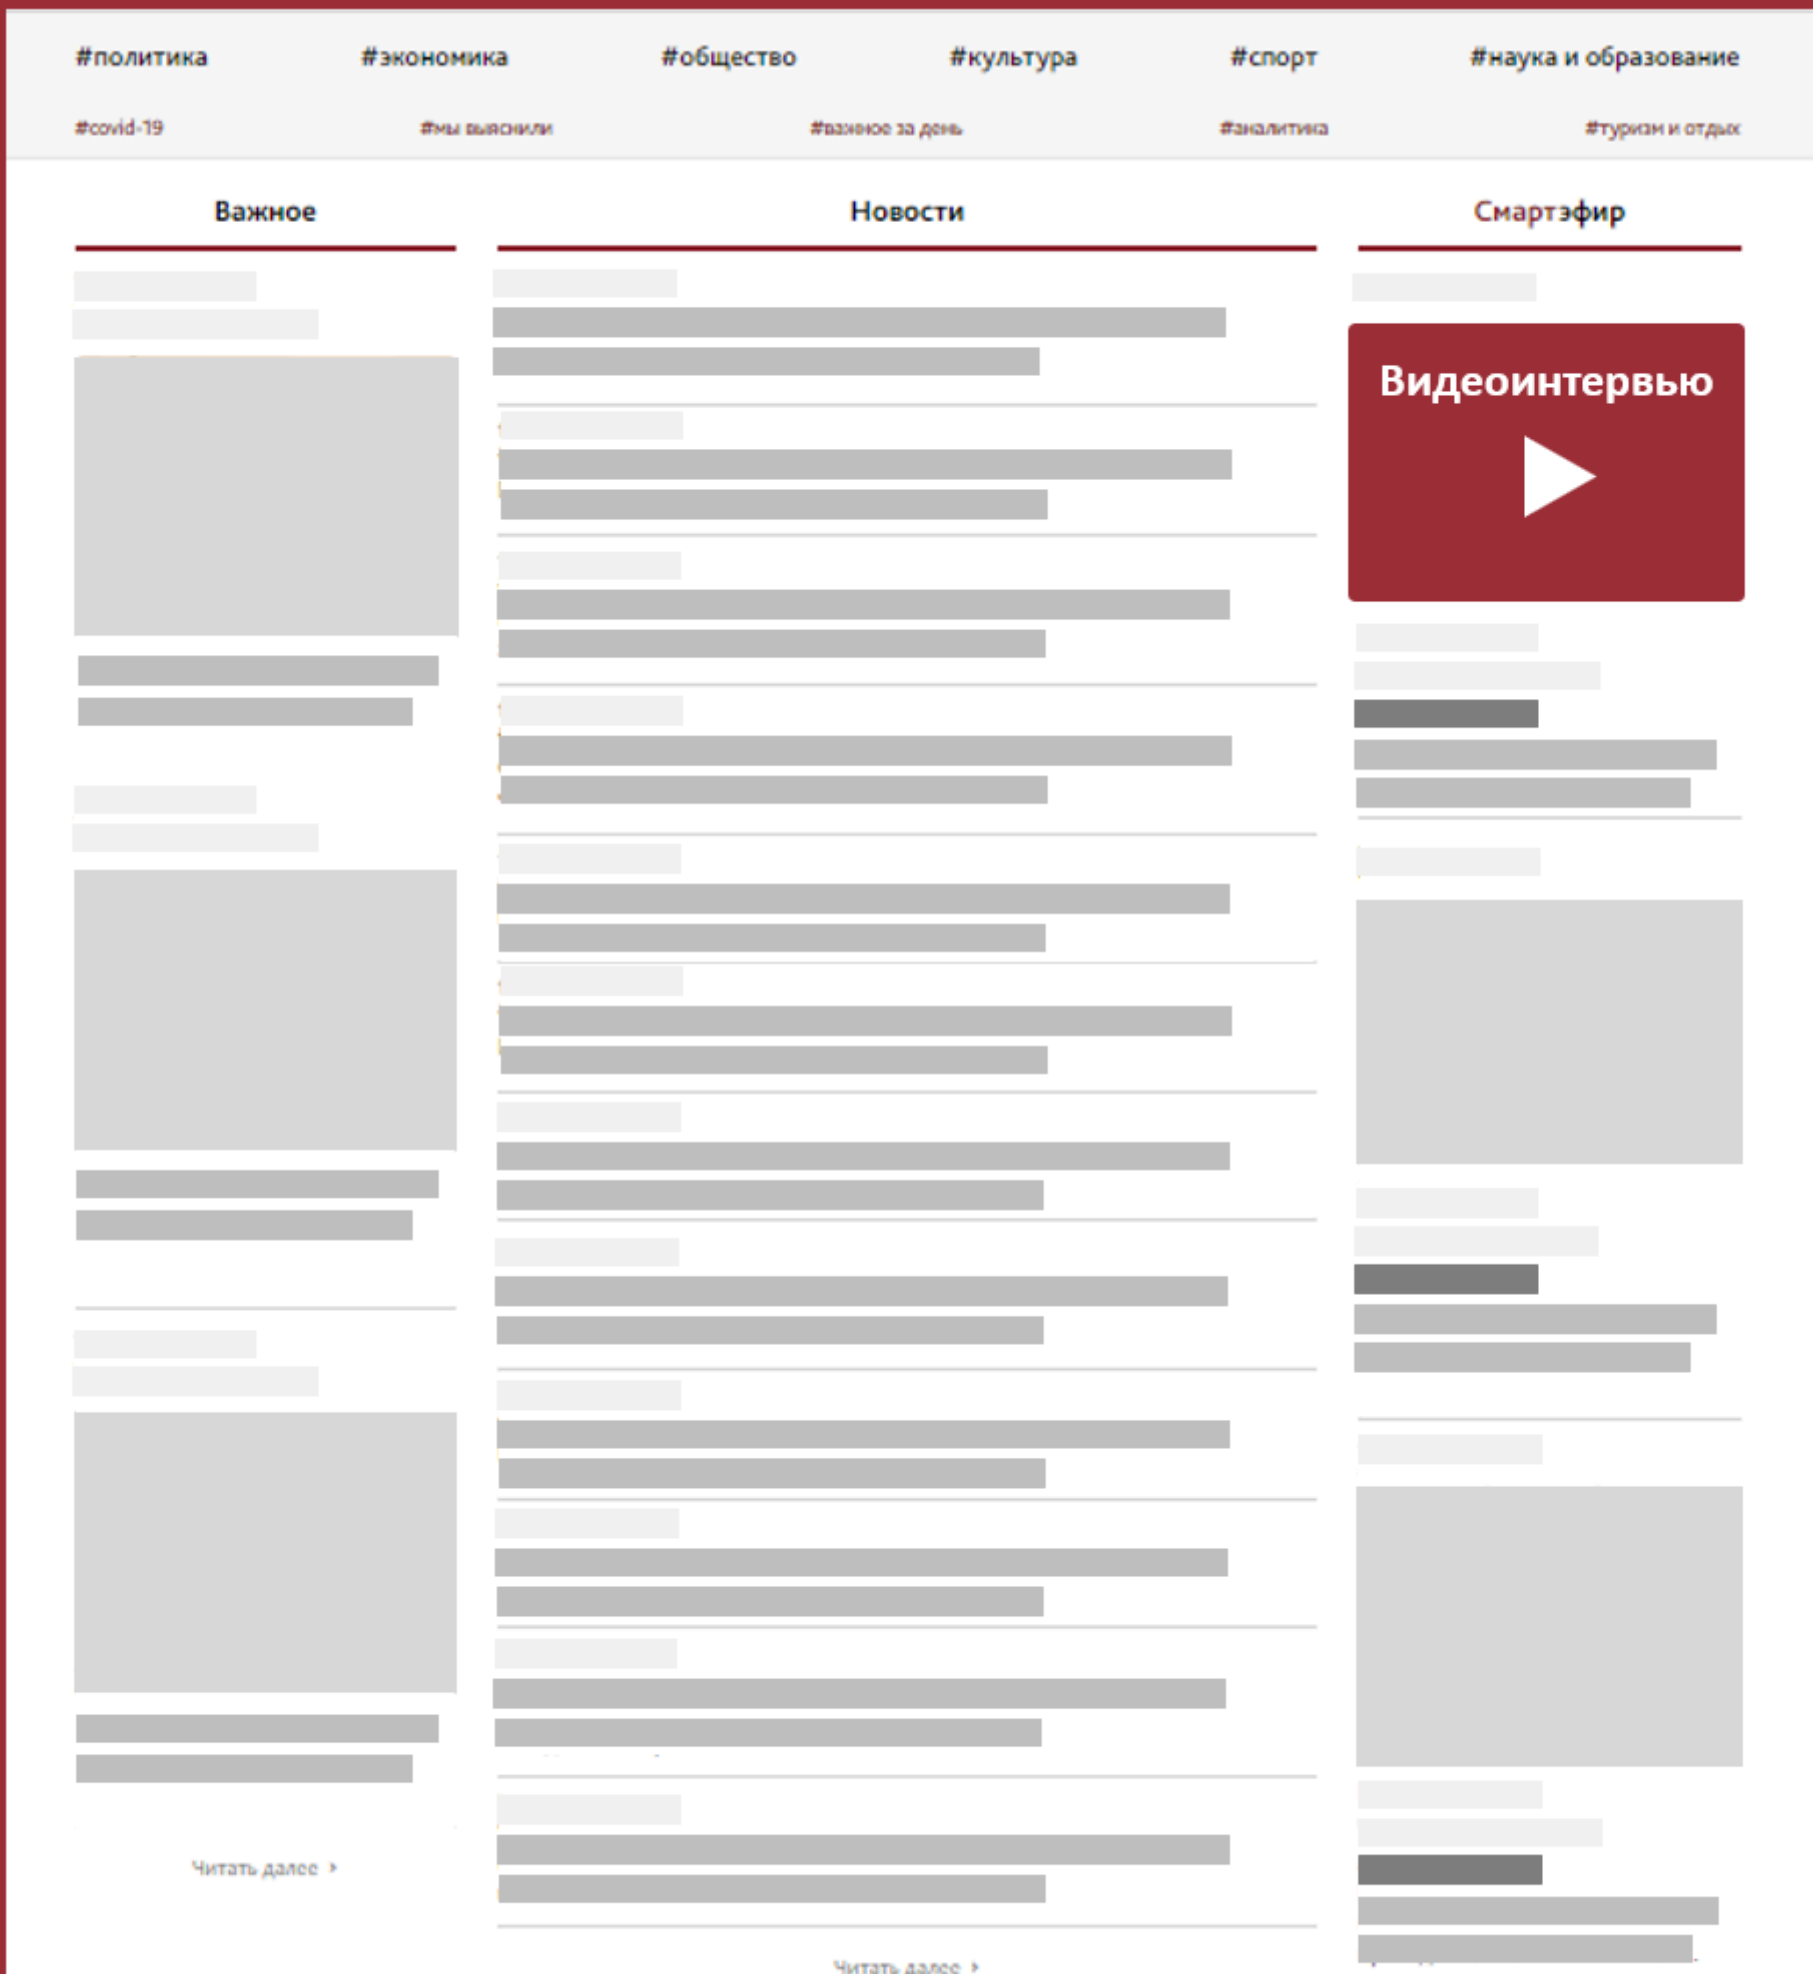 #политика #экономика #общество #культура #спорт #наука и образование
#covid-19 #мы выяснили #важное за день #аналитика #туризм и отдых
Важное Новости Смартэфир
Видеоинтервью
Читать далее
Читать далее